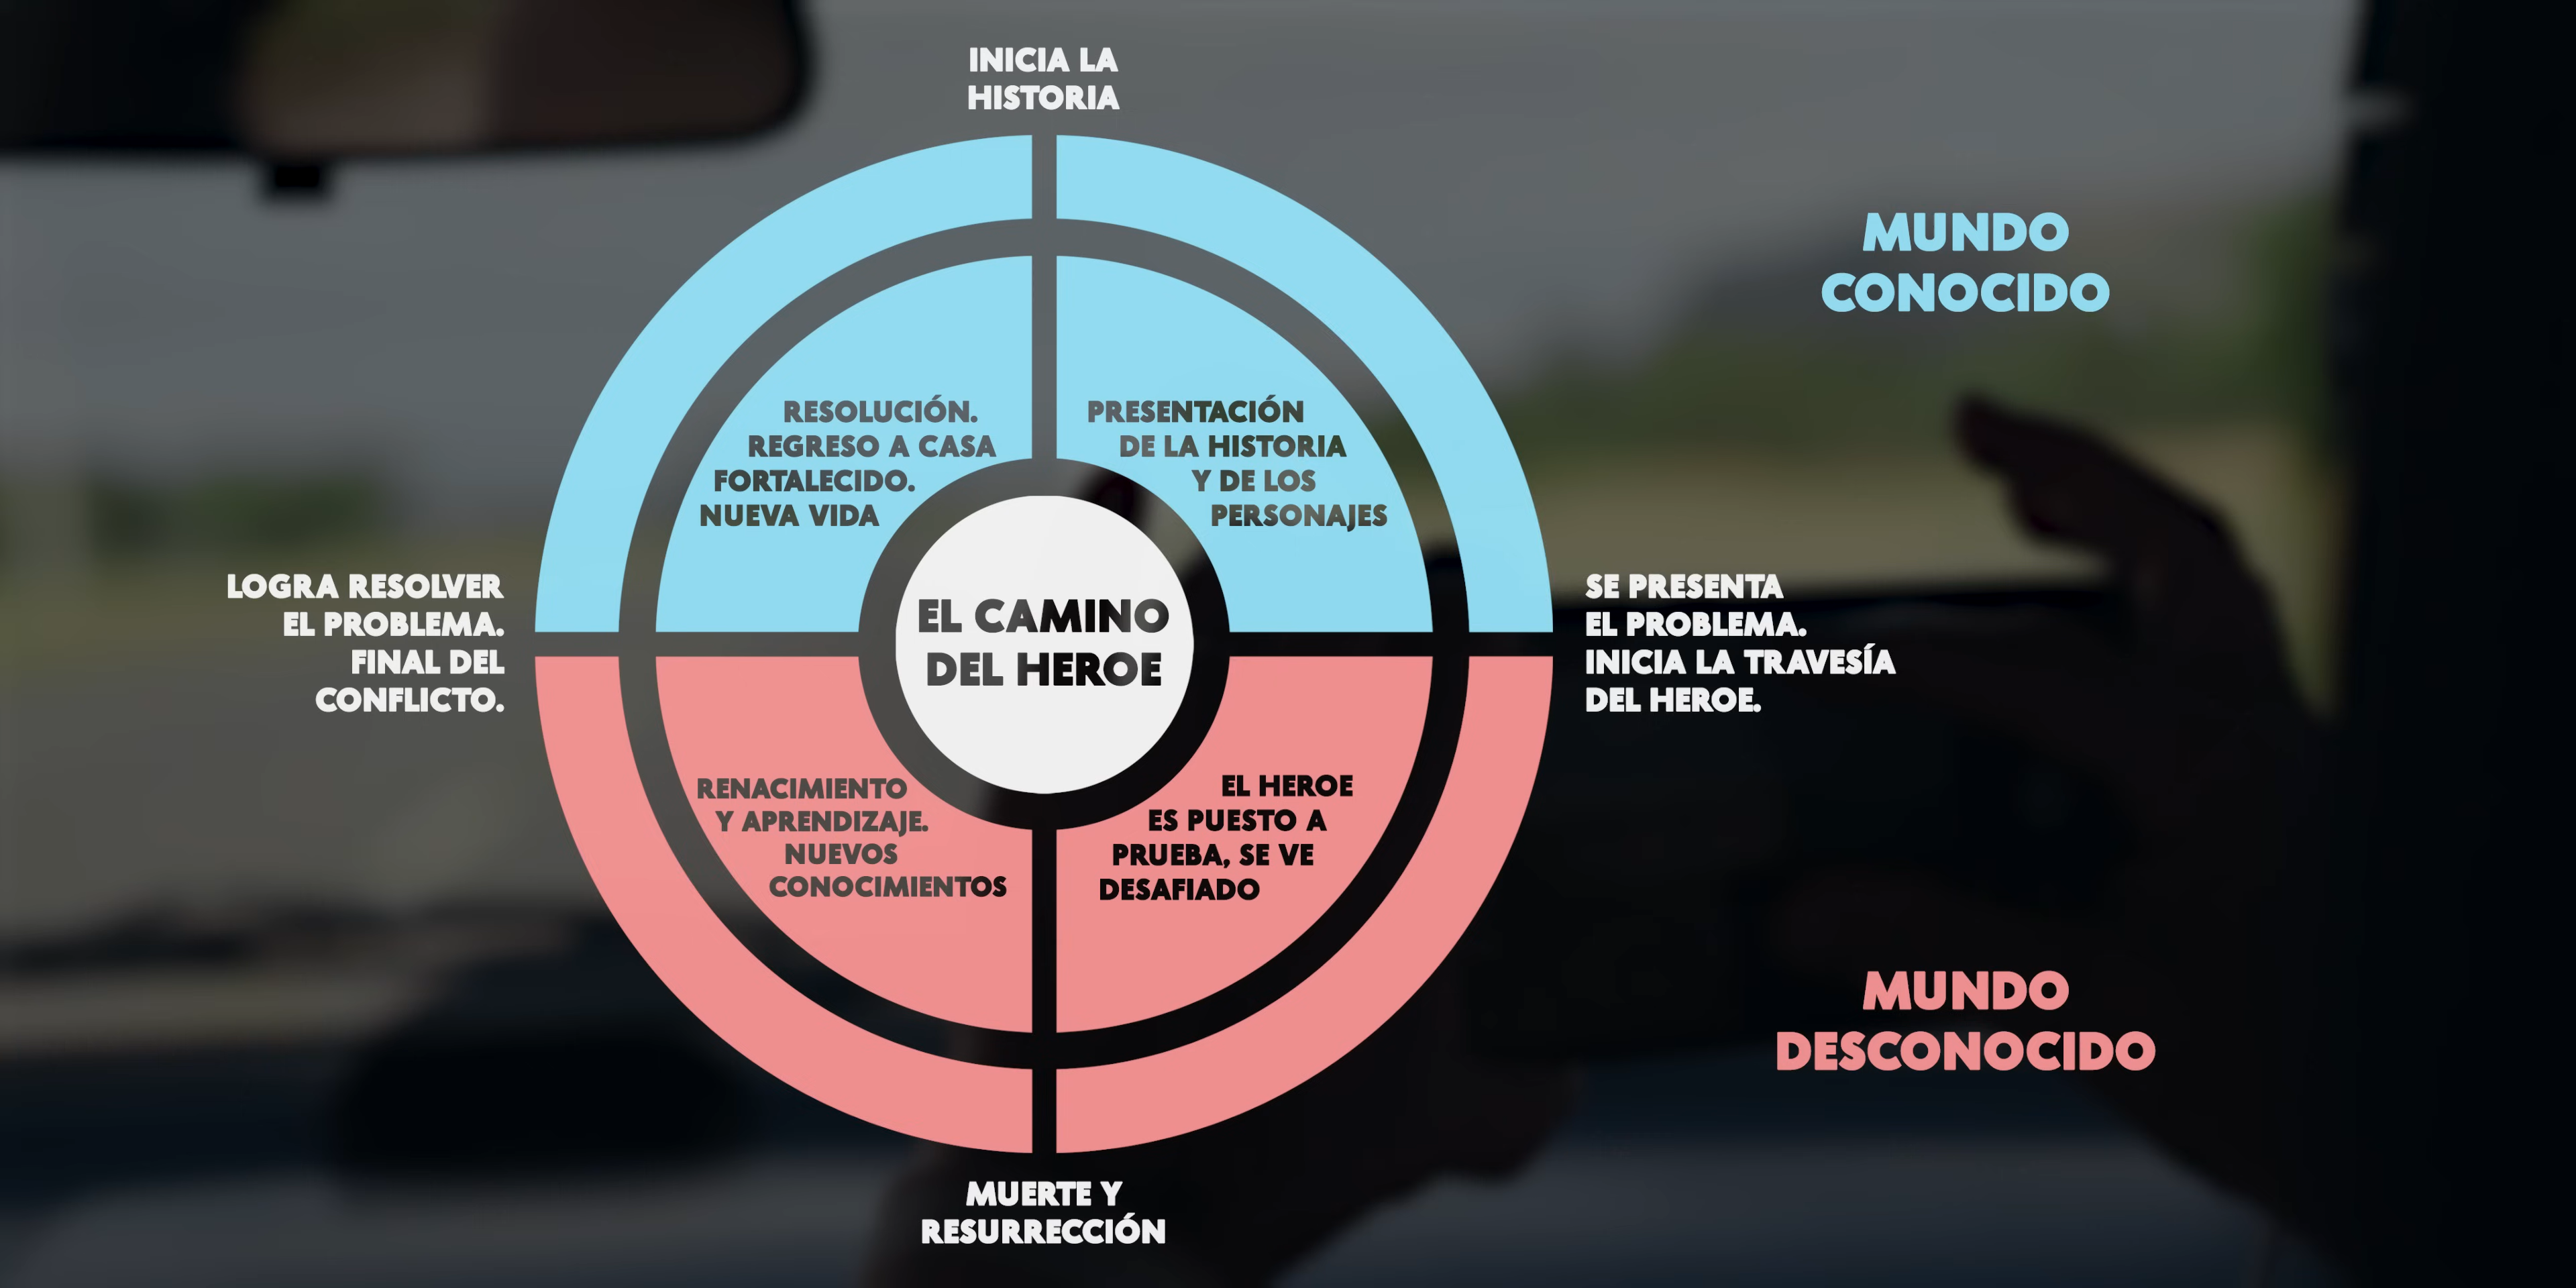 INICIA LA
HISTORIA
MUNDO
CONOCIDO
RESOLUCIÓN.
REGRESO A CASA
FORTALECIDO.
NUEVA VIDA
PRESENTACIÓN
DE LA HISTORIA
Y DE LOS
PERSONAJES
LOGRA RESOLVER
EL PROBLEMA.
FINAL DEL
CONFLICTO.
EL CAMINO
DEL HEROE
SE PRESENTA
EL PROBLEMA.
INICIA LA TRAVESÍA
DEL HEROE.
RENACIMIENTO
Y APRENDIZAJE.
NUEVOS
CONOCIMIENTOS
EL HEROE
ES PUESTO A
PRUEBA, SE VE
DESAFIADO
MUNDO
DESCONOCIDO
MUERTE Y
RESURRECCIÓN